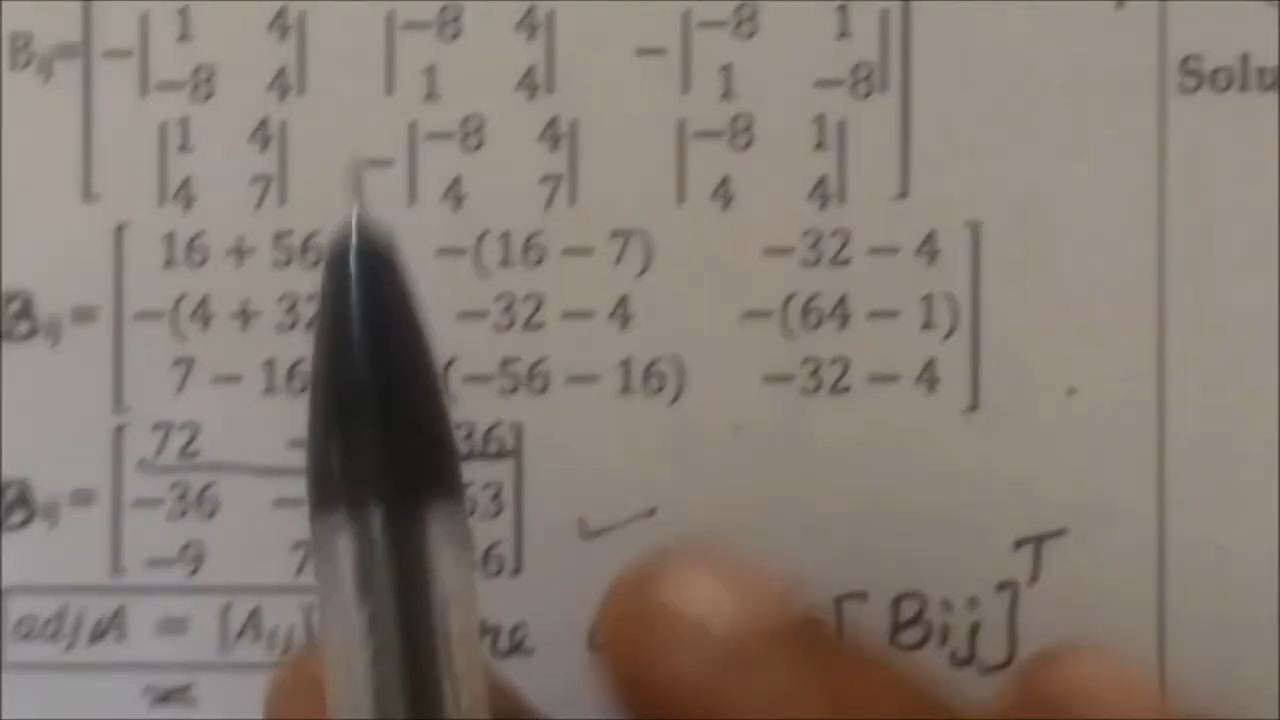 Bij= −| 1 4 | |−8 4| −|−8 1|
−8 4 1 4 1 −8
|1 4| −|−8 4| |−8 1|
4 7 4 7 4 4
16 + 56 −(16 − 7) −32 − 4
Bij = −(4 + 32 −32 − 4 −(64 − 1)
7 − 16 (−56 − 16) −32 − 4
72 − 36
Bij = −36 − 63
−9 7 6
adjA = [Aij] re [Bij]T
Solu